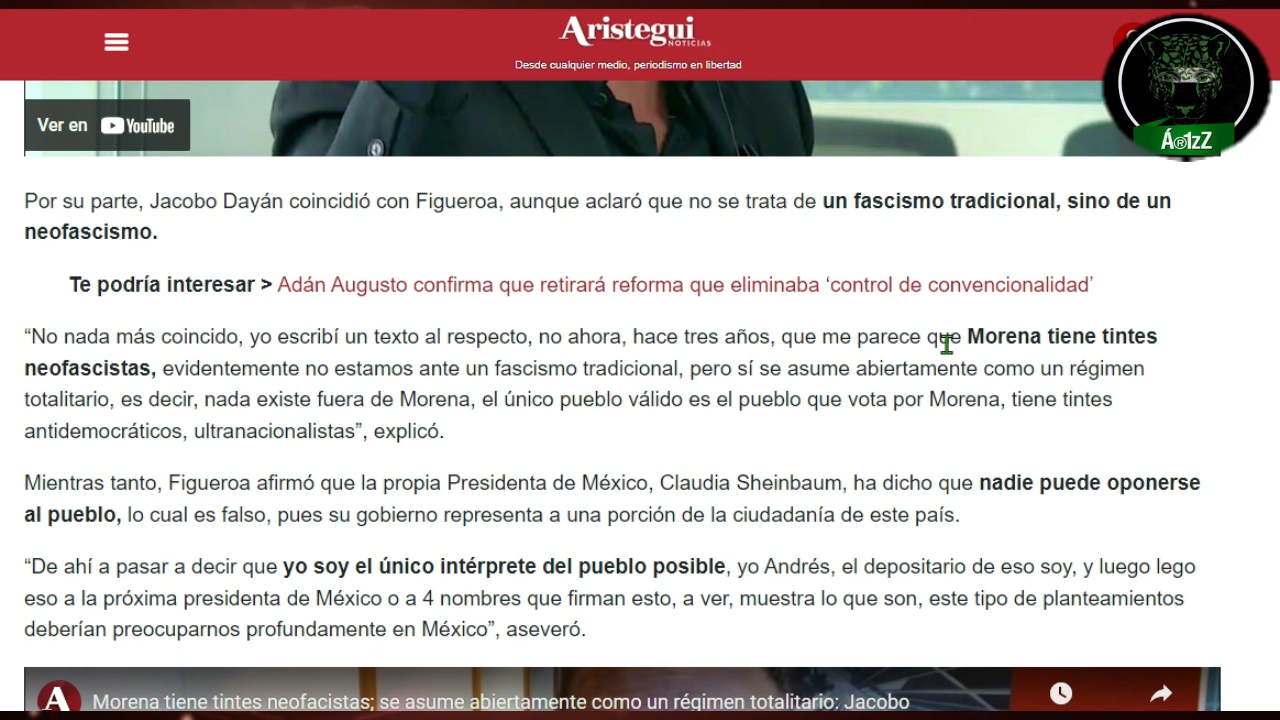 Aristegui
NOTICIAS
Desde cualquier medio, periodismo en libertad
Á®1zZ
Ver en YouTube
Por su parte, Jacobo Dayán coincidió con Figueroa, aunque aclaró que no se trata de un fascismo tradicional, sino de un
neofascismo.
Te podría interesar > Adán Augusto confirma que retirará reforma que eliminaba ‘control de convencionalidad’
“No nada más coincido, yo escribí un texto al respecto, no ahora, hace tres años, que me parece que Morena tiene tintes
neofascistas, evidentemente no estamos ante un fascismo tradicional, pero sí se asume abiertamente como un régimen
totalitario, es decir, nada existe fuera de Morena, el único pueblo válido es el pueblo que vota por Morena, tiene tintes
antidemocráticos, ultranacionalistas”, explicó.
Mientras tanto, Figueroa afirmó que la propia Presidenta de México, Claudia Sheinbaum, ha dicho que nadie puede oponerse
al pueblo, lo cual es falso, pues su gobierno representa a una porción de la ciudadanía de este país.
“De ahí a pasar a decir que yo soy el único intérprete del pueblo posible, yo Andrés, el depositario de eso soy, y luego lego
eso a la próxima presidenta de México o a 4 nombres que firman esto, a ver, muestra lo que son, este tipo de planteamientos
deberían preocuparnos profundamente en México”, aseveró.
A Morena tiene tintes neofacistas; se asume abiertamente como un régimen totalitario: Jacobo